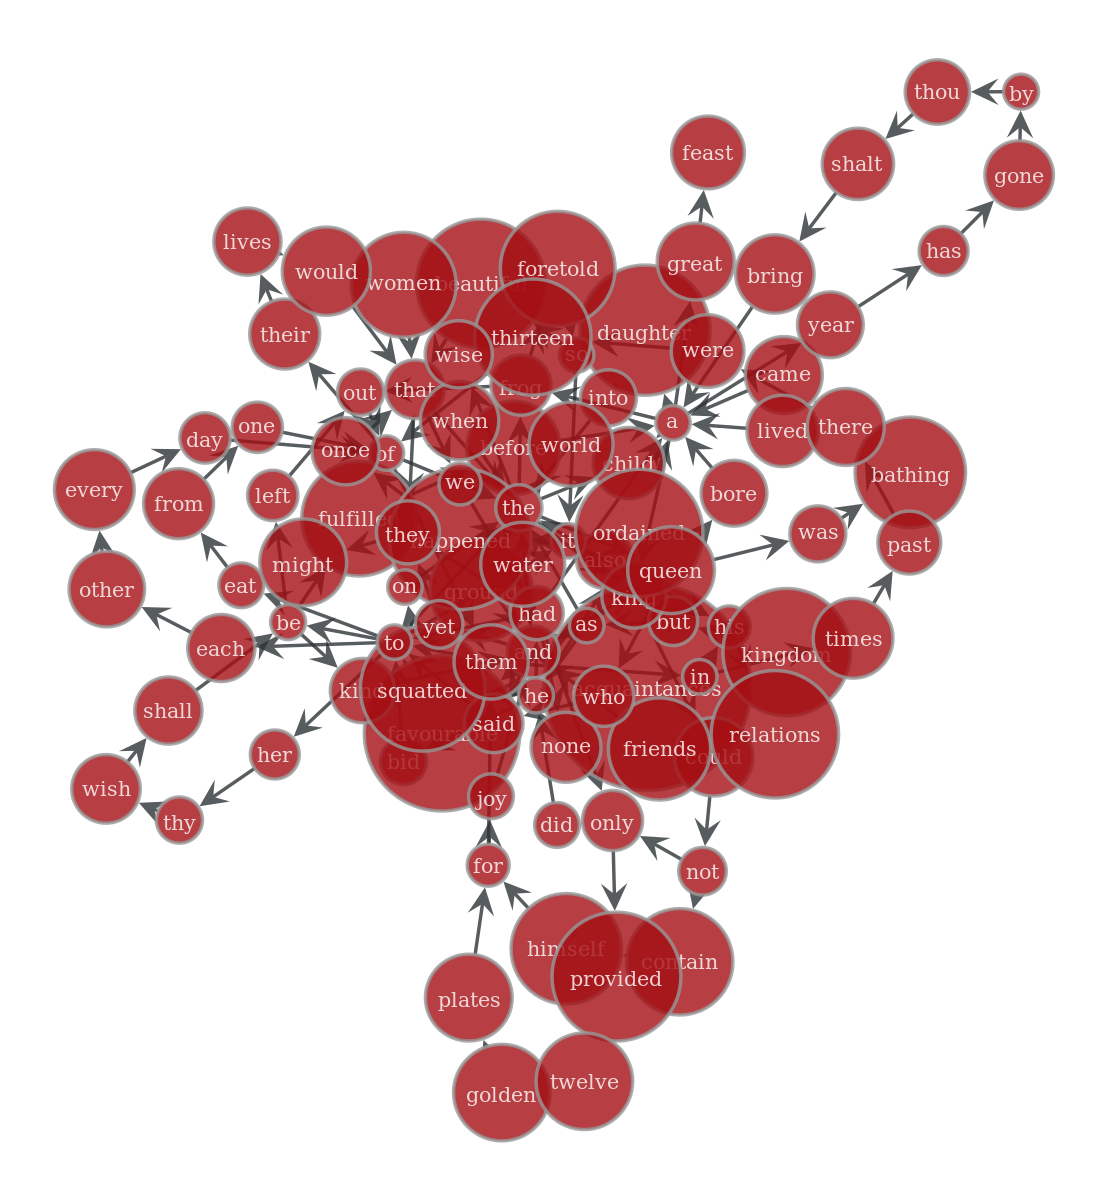 thou
by
feast
shalt
gone
lives
has
would
women
beautiful
foretold
great
bring
their
thirteen
daughter
year
wise
so
were
came
out
that
frog
into
a
when
lived
there
day
one
once
of
before
world
child
bathing
every
from
left
we
the
bore
fulfilled
they
happened
it
ordained
was
past
might
water
also
queen
other
eat
on
ground
king
be
yet
had
as
but
his
each
to
and
times
kingdom
them
in
shall
kind
squatted
he
who
acquaintances
said
favourable
none
friends
relations
her
bid
could
wish
joy
thy
did
only
for
not
himself
contain
provided
plates
golden
twelve